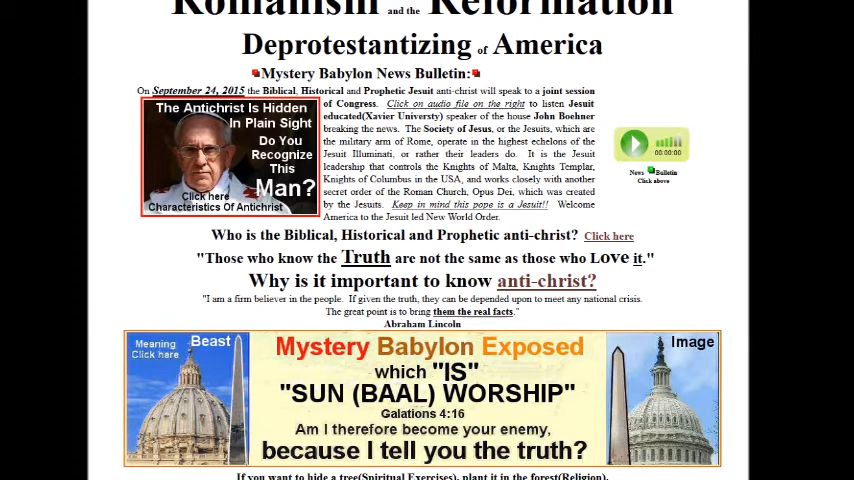 Romanism and the Reformation
Deprotestantizing of America
Mystery Babylon News Bulletin:
On September 24, 2015 the Biblical, Historical and Prophetic Jesuit anti-christ will speak to a joint session
of Congress. Click on audio file on the right to listen Jesuit
educated(Xavier Universty) speaker of the house John Boehner
breaking the news. The Society of Jesus, or the Jesuits, which are
the military arm of Rome, operate in the highest echelons of the
Jesuit Illuminati, or rather their leaders do. It is the Jesuit
leadership that controls the Knights of Malta, Knights Templar,
Knights of Columbus in the USA, and works closely with another
secret order of the Roman Church, Opus Dei, which was created
by the Jesuits. Keep in mind this pope is a Jesuit!! Welcome
America to the Jesuit led New World Order.
The Antichrist Is Hidden
In Plain Sight
Do You
Recognize
This
Man?
Click here
Characteristics Of Antichrist
00:00:00
News Bulletin
Click above
Who is the Biblical, Historical and Prophetic anti-christ? Click here
"Those who know the Truth are not the same as those who Love it."
Why is it important to know anti-christ?
"I am a firm believer in the people. If given the truth, they can be depended upon to meet any national crisis.
The great point is to bring them the real facts."
Abraham Lincoln
Meaning
Click here
Beast
Mystery Babylon Exposed
which "IS"
"SUN (BAAL) WORSHIP"
Galations 4:16
Am I therefore become your enemy,
because I tell you the truth?
Image
If you want to hide a tree(Spiritual Exercises), plant it in the forest(Religion).